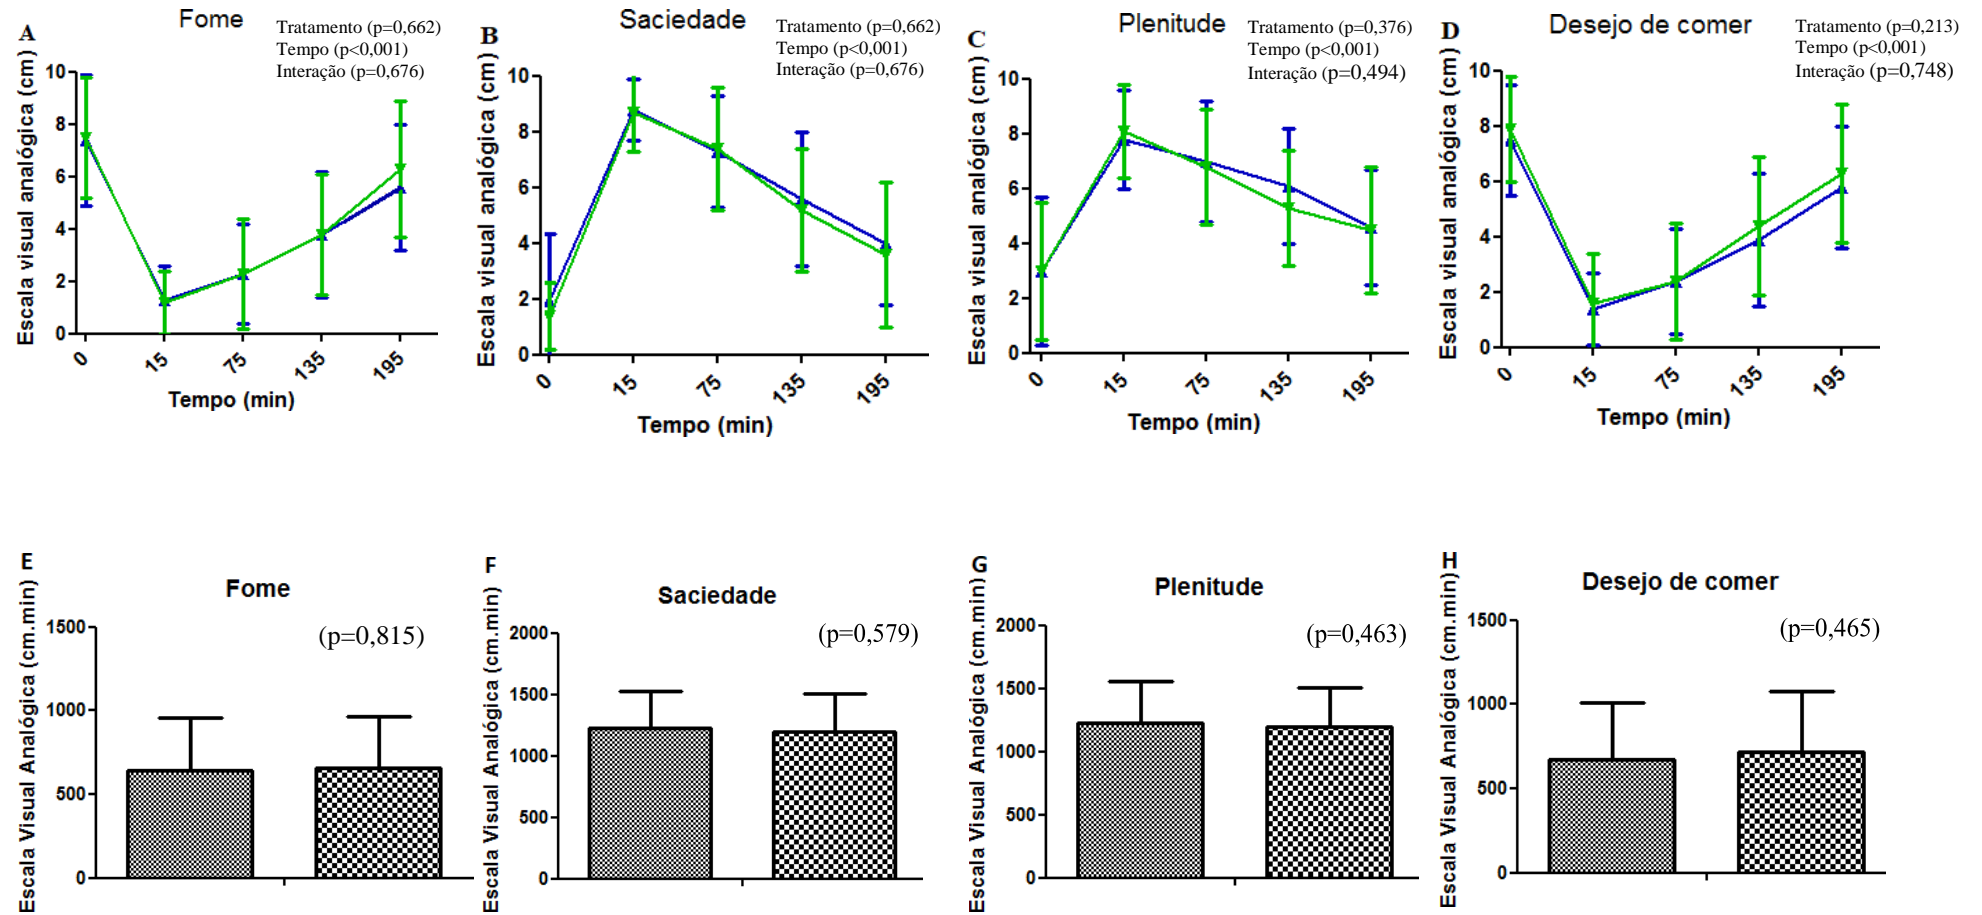 A
Fome
Tratamento (p=0,662)
Tempo (p<0,001)
Interação (p=0,676)
Escala visual analógica (cm)
10
8
6
4
2
0
0
15
75
135
195
Tempo (min)
B
Saciedade
Tratamento (p=0,662)
Tempo (p<0,001)
Interação (p=0,676)
Escala visual analógica (cm)
10
8
6
4
2
0
0
15
75
135
195
Tempo (min)
C
Plenitude
Tratamento (p=0,376)
Tempo (p<0,001)
Interação (p=0,494)
Escala visual analógica (cm)
10
8
6
4
2
0
0
15
75
135
195
Tempo (min)
D
Desejo de comer
Tratamento (p=0,213)
Tempo (p<0,001)
Interação (p=0,748)
Escala visual analógica (cm)
10
8
6
4
2
0
0
15
75
135
195
Tempo (min)
E
Fome
(p=0,815)
Escala Visual Analógica (cm.min)
1500
1000
500
0
F
Saciedade
(p=0,579)
Escala Visual Analógica (cm.min)
2000
1500
1000
500
0
G
Plenitude
(p=0,463)
Escala Visual Analógica (cm.min)
2000
1500
1000
500
0
H
Desejo de comer
(p=0,465)
Escala Visual Analógica (cm.min)
1500
1000
500
0